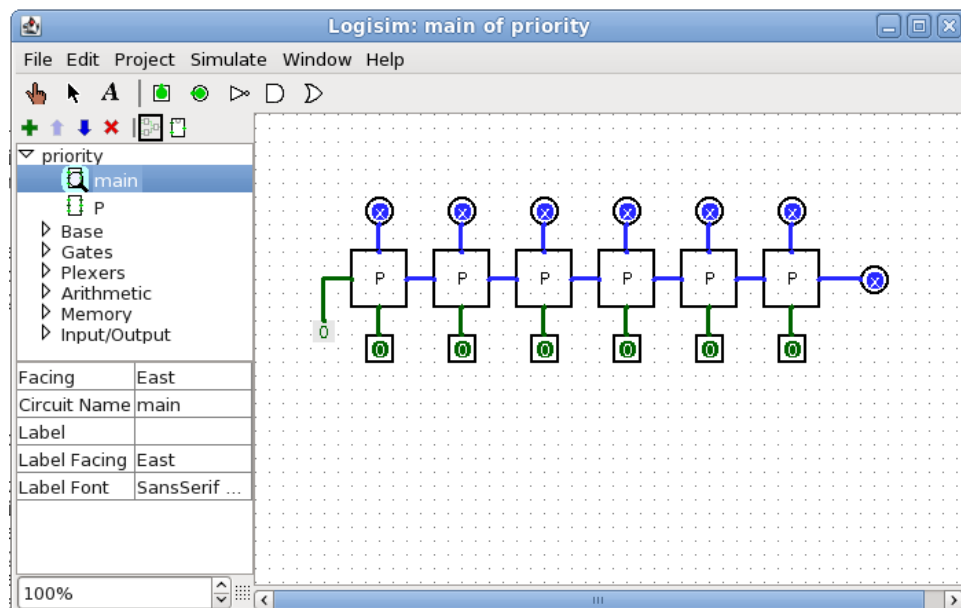 Logisim: main of priority
File Edit Project Simulate Window Help
A
priority
main
P
Base
Gates
Plexers
Arithmetic
Memory
Input/Output
Facing East
Circuit Name main
Label
Label Facing East
Label Font SansSerif ...
100%
x x x x x x
P P P P P P x
0 0 0 0 0 0 0